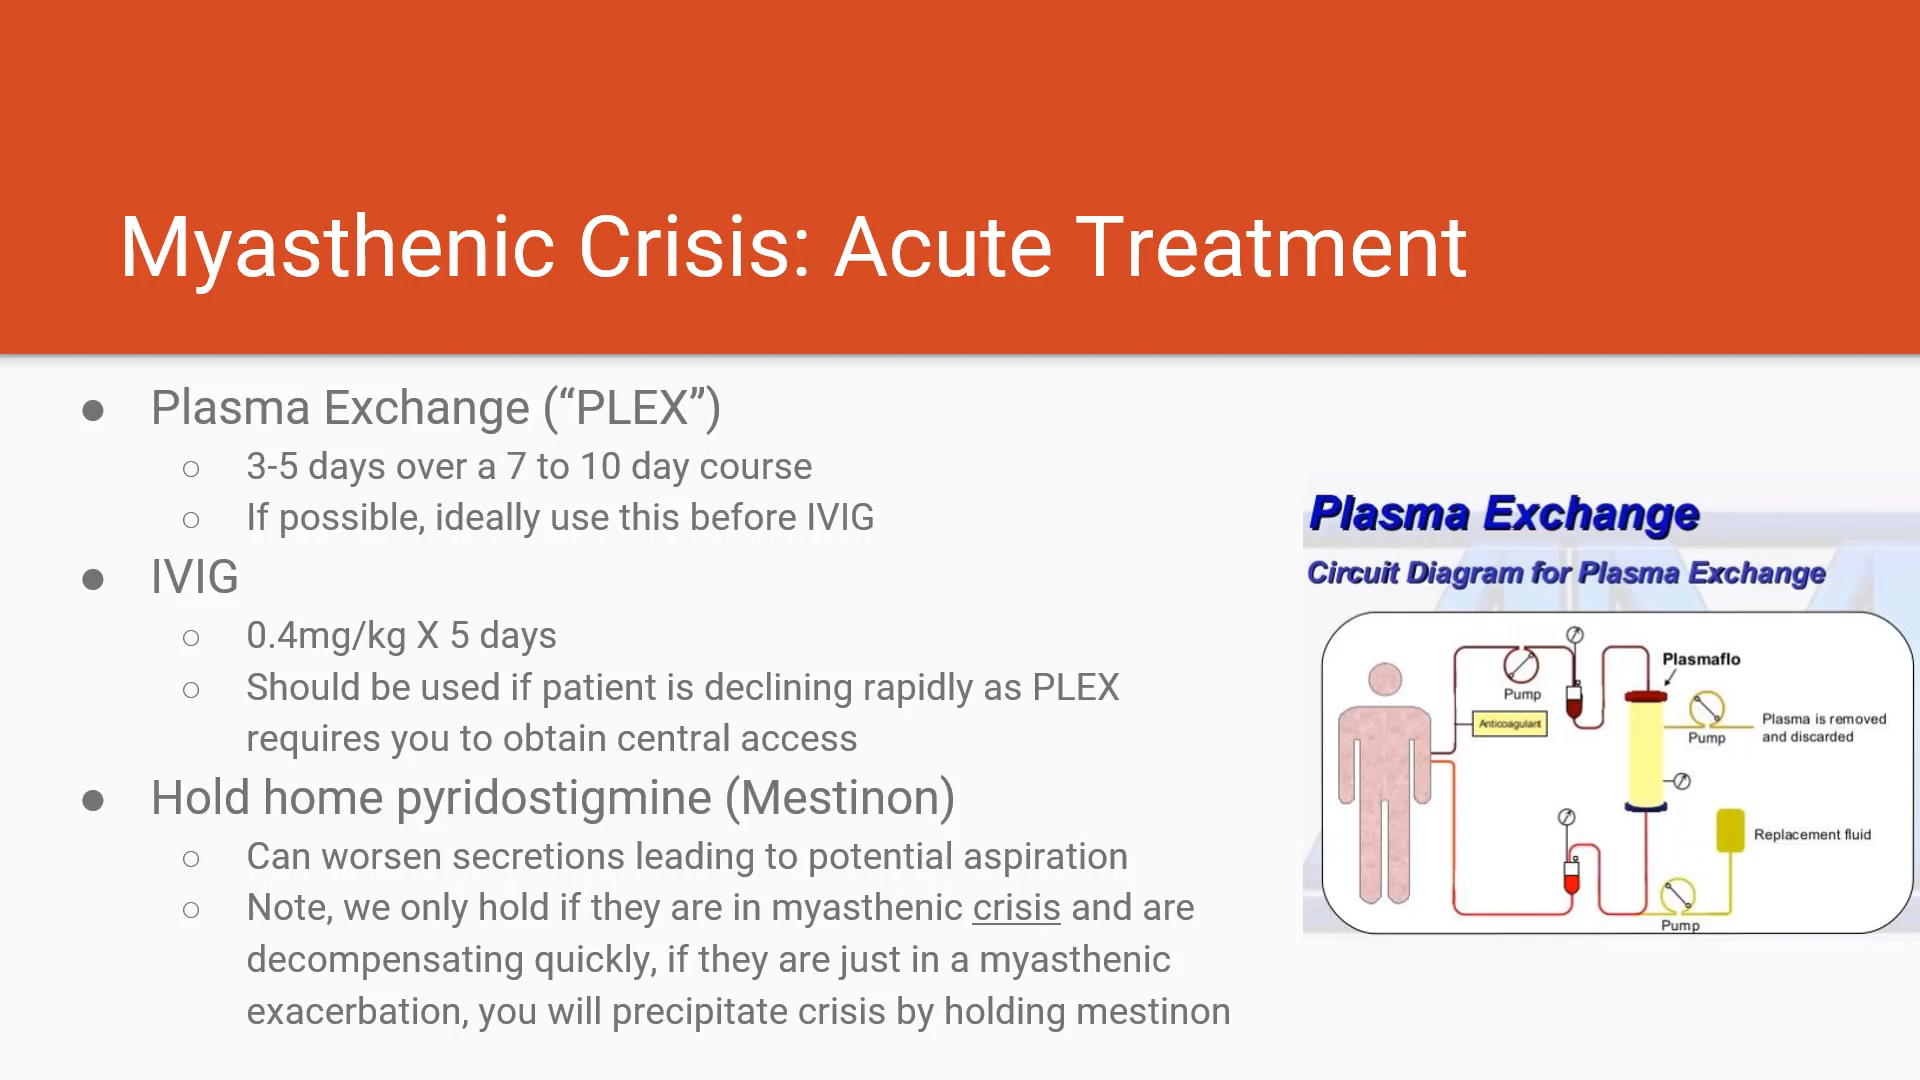 Myasthenic Crisis: Acute Treatment
● Plasma Exchange (“PLEX”)
○ 3-5 days over a 7 to 10 day course
○ If possible, ideally use this before IVIG
● IVIG
○ 0.4mg/kg X 5 days
○ Should be used if patient is declining rapidly as PLEX
requires you to obtain central access
● Hold home pyridostigmine (Mestinon)
○ Can worsen secretions leading to potential aspiration
○ Note, we only hold if they are in myasthenic crisis and are
decompensating quickly, if they are just in a myasthenic
exacerbation, you will precipitate crisis by holding mestinon
Plasma Exchange
Circuit Diagram for Plasma Exchange
Plasmaflo
Pump
Anticoagulant
Pump
Plasma is removed
and discarded
Replacement fluid
Pump